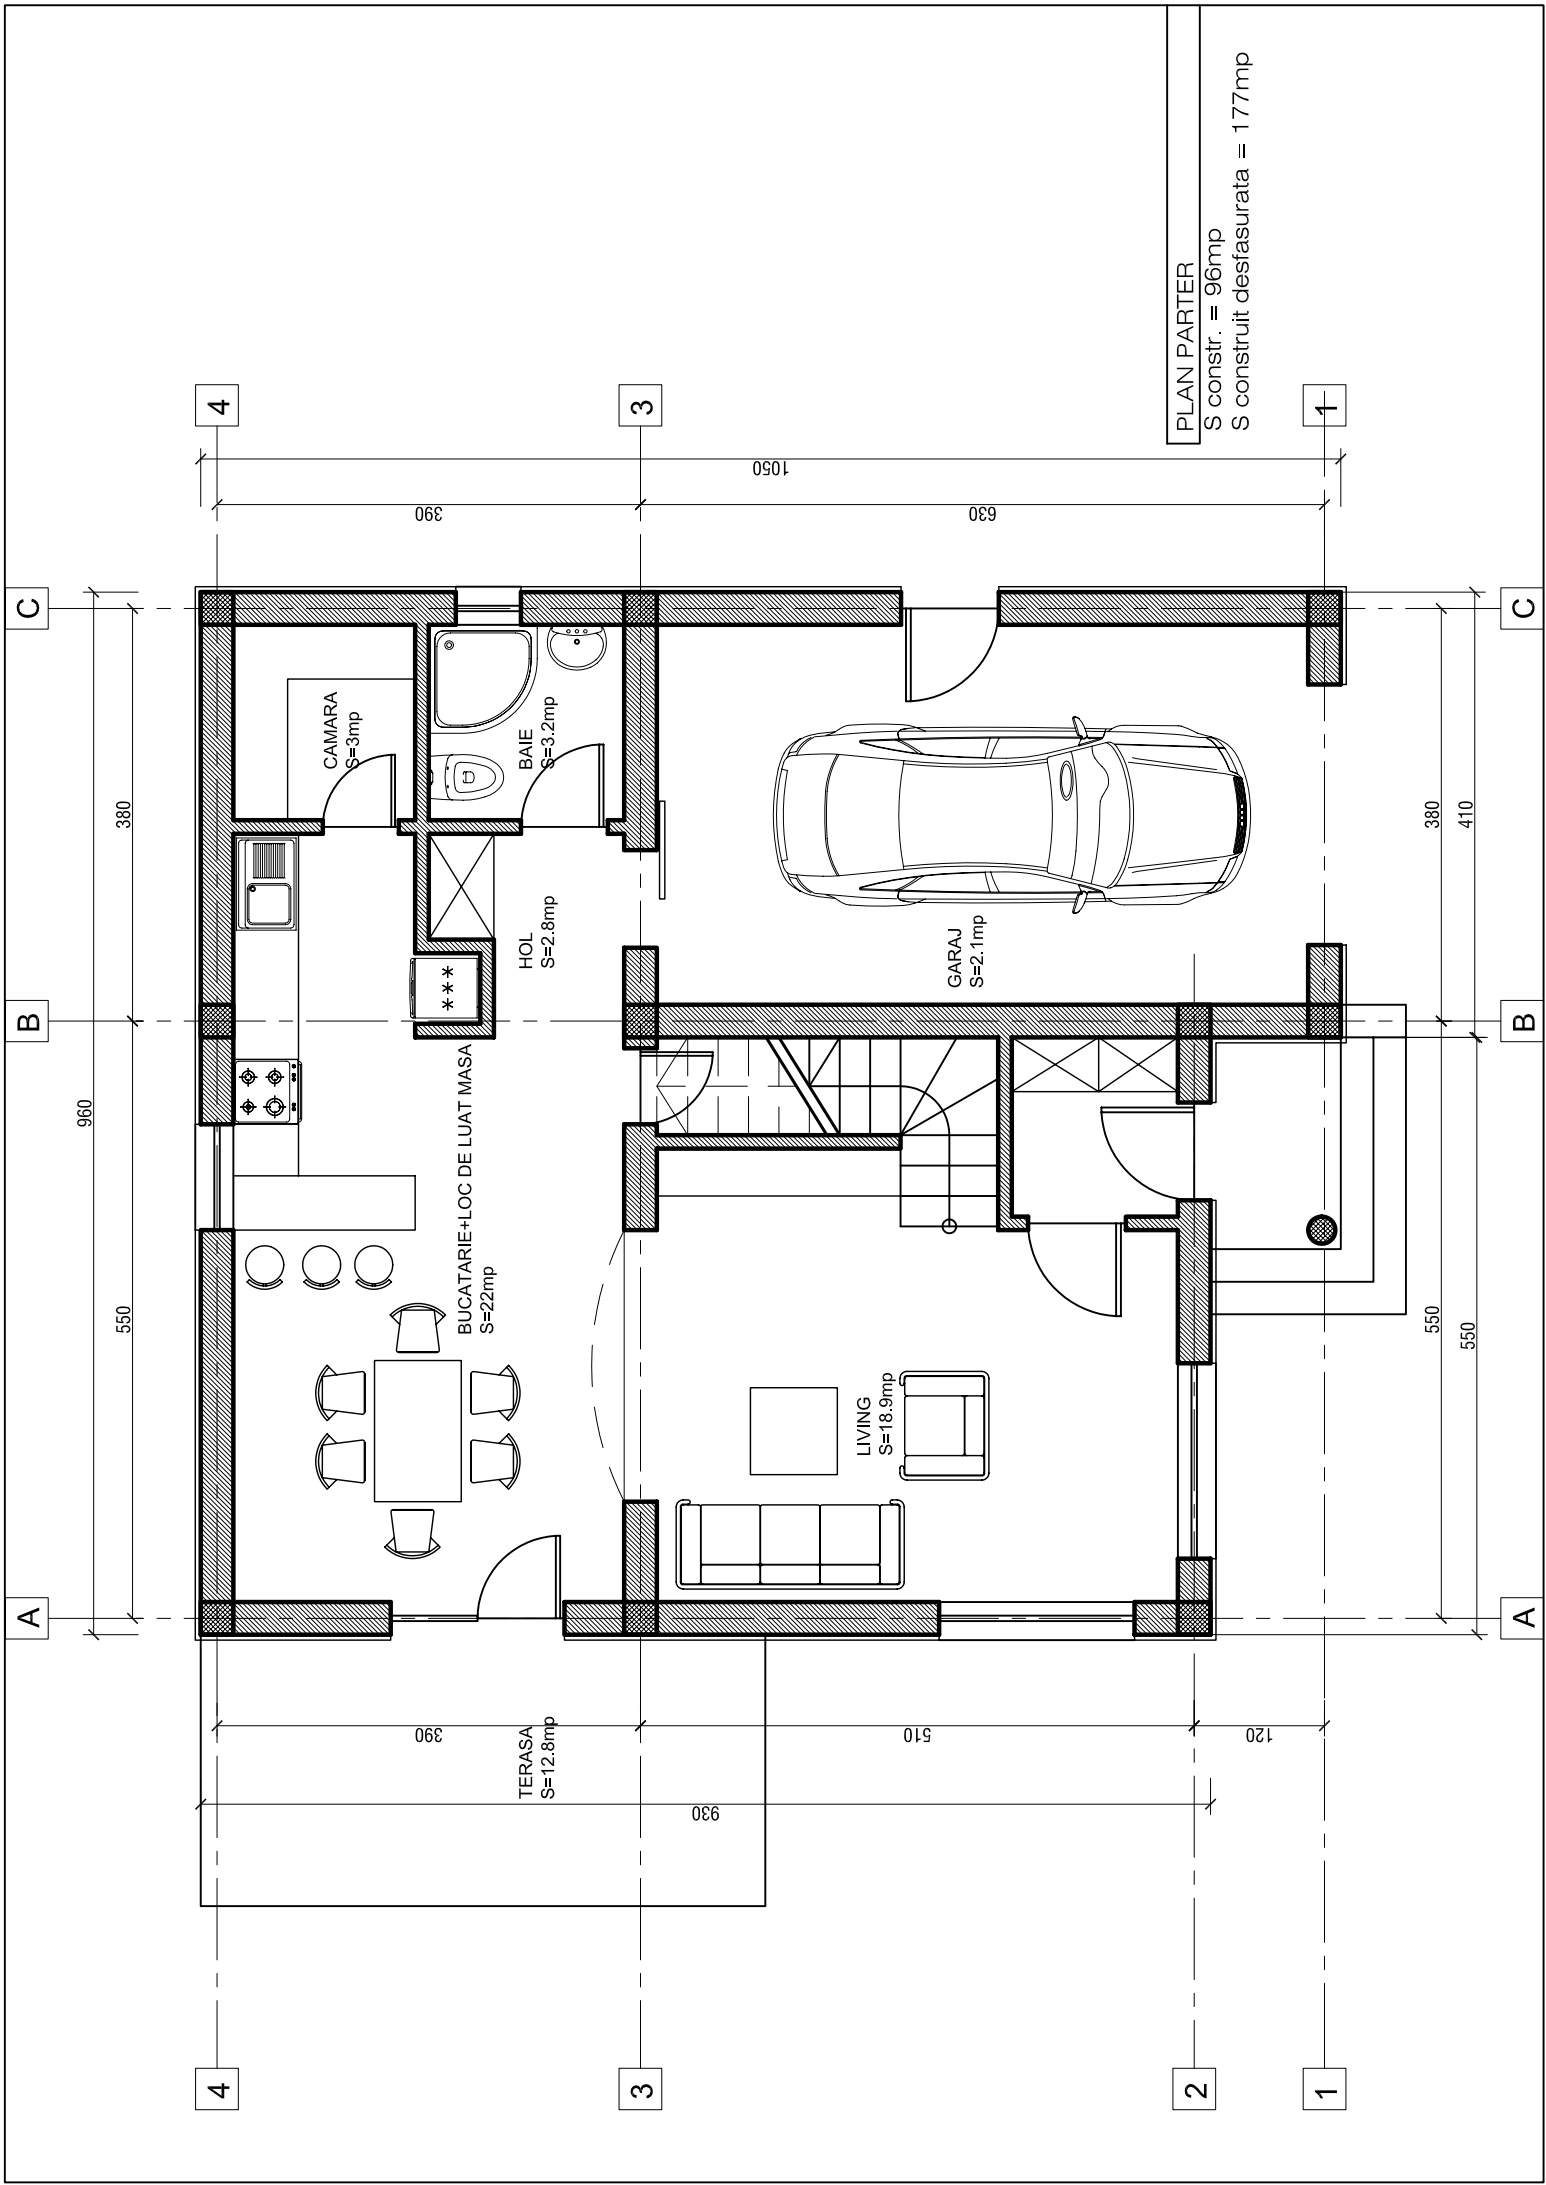 PLAN PARTER
S constr. = 96mp
S construit desfasurata = 177mp
4
3
1
1050
390
630
C
C
960
380
380
410
CAMARA
S=3mp
BAIE
S=3.2mp
HOL
S=2.8mp
GARAJ
S=2.1mp
***
B
B
BUCATARIE+LOC DE LUAT MASA
S=22mp
550
550
550
LIVING
S=18.9mp
A
A
390
510
120
TERASA
S=12.8mp
930
4
3
2
1